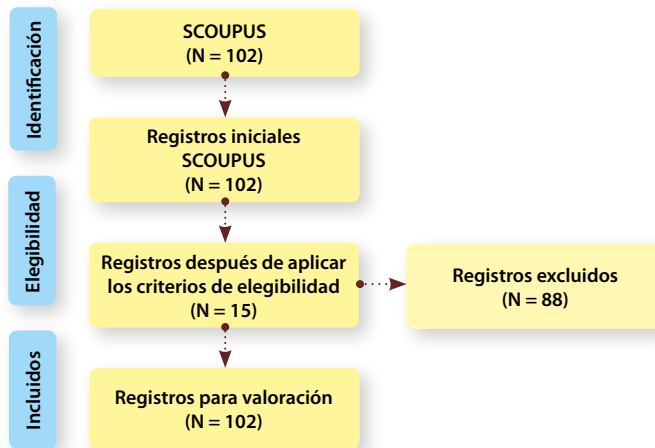 Identificación
SCOUPUS
(N = 102)
Registros iniciales
SCOUPUS
(N = 102)
Elegibilidad
Registros después de aplicar
los criterios de elegibilidad
(N = 15)
Registros excluidos
(N = 88)
Incluidos
Registros para valoración
(N = 102)